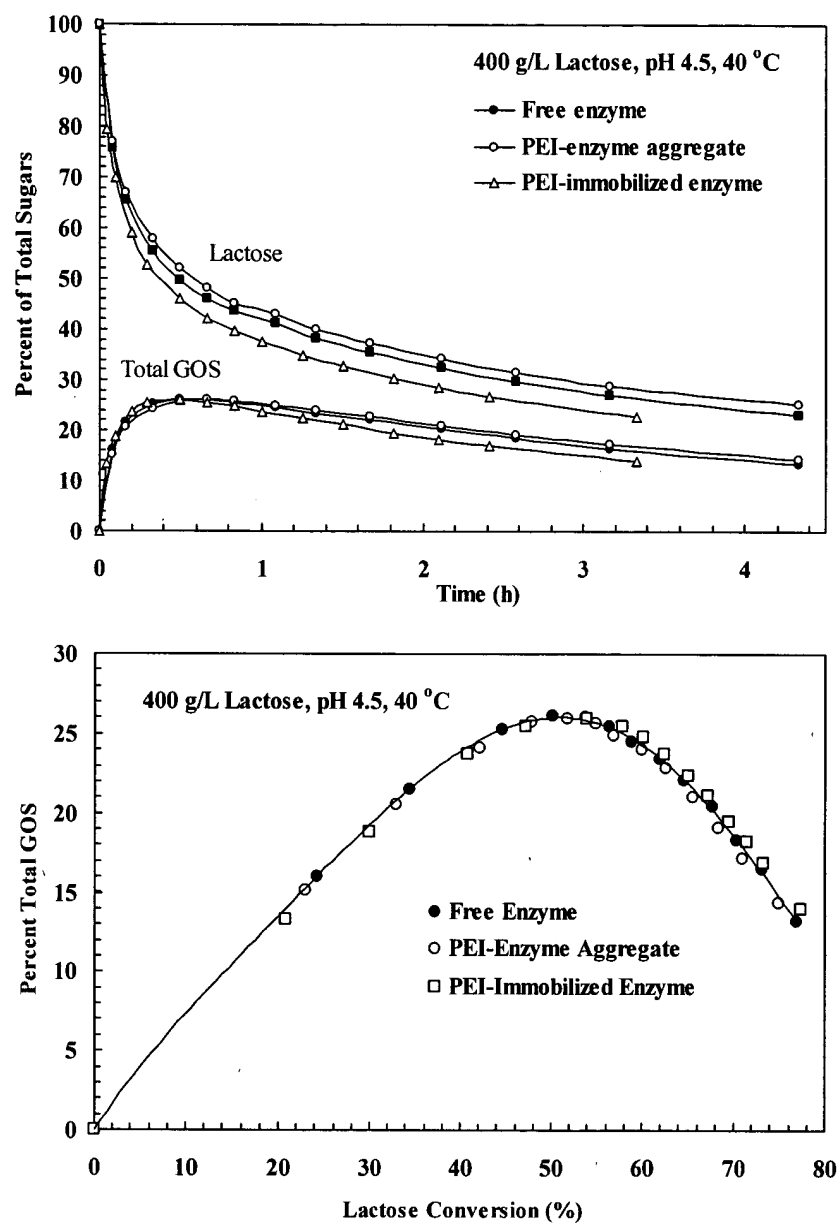 100
90
80
70
60
50
40
30
20
10
0
Percent of Total Sugars
400 g/L Lactose, pH 4.5, 40 °C
Free enzyme
PEI-enzyme aggregate
PEI-immobilized enzyme
Lactose
Total GOS
0 1 2 3 4
Time (h)
30
25
20
15
10
5
0
Percent Total GOS
400 g/L Lactose, pH 4.5, 40 °C
Free Enzyme
PEI-Enzyme Aggregate
PEI-Immobilized Enzyme
0 10 20 30 40 50 60 70 80
Lactose Conversion (%)